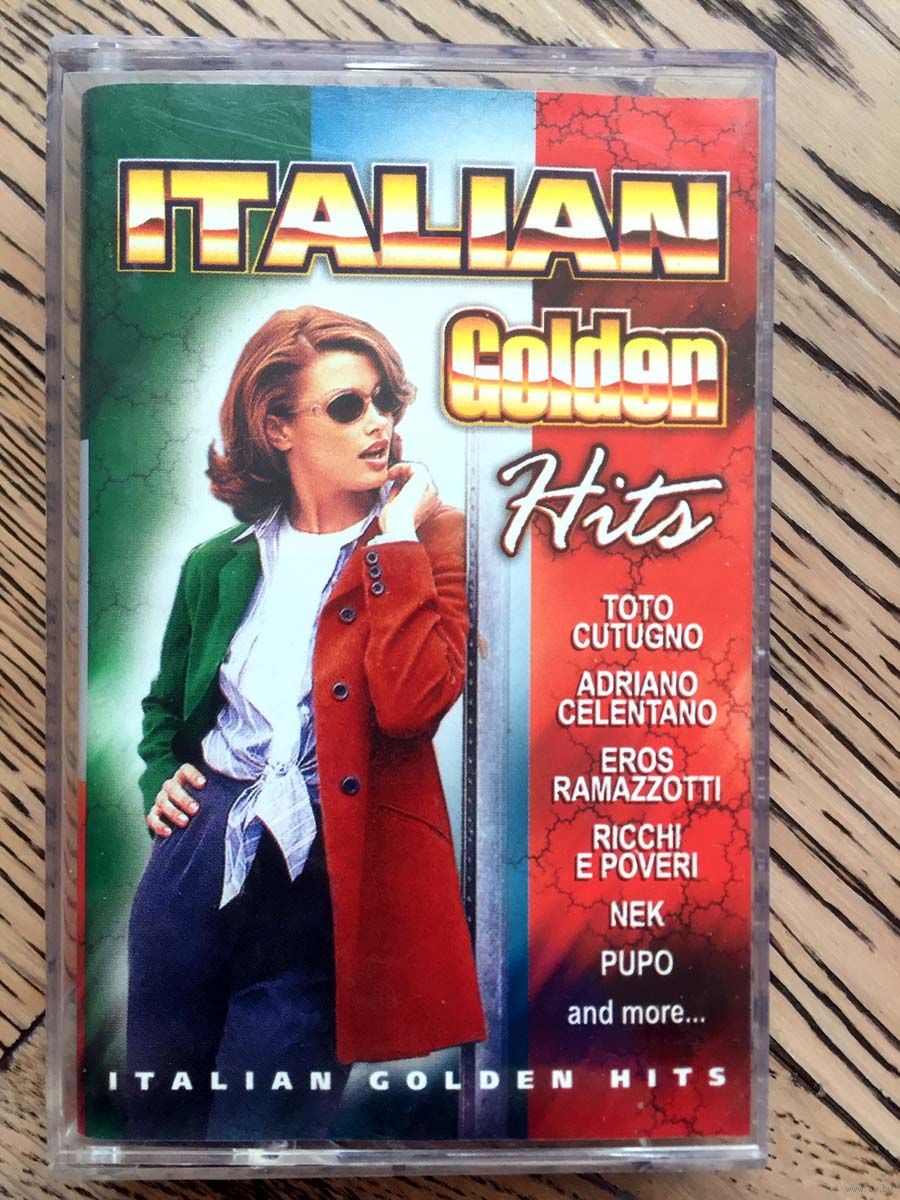 ITALIAN
Golden
Hits
TOTO
CUTUGNO
ADRIANO
CELENTANO
EROS
RAMAZZOTTI
RICCHI
E POVERI
NEK
PUPO
and more...
ITALIAN GOLDEN HITS